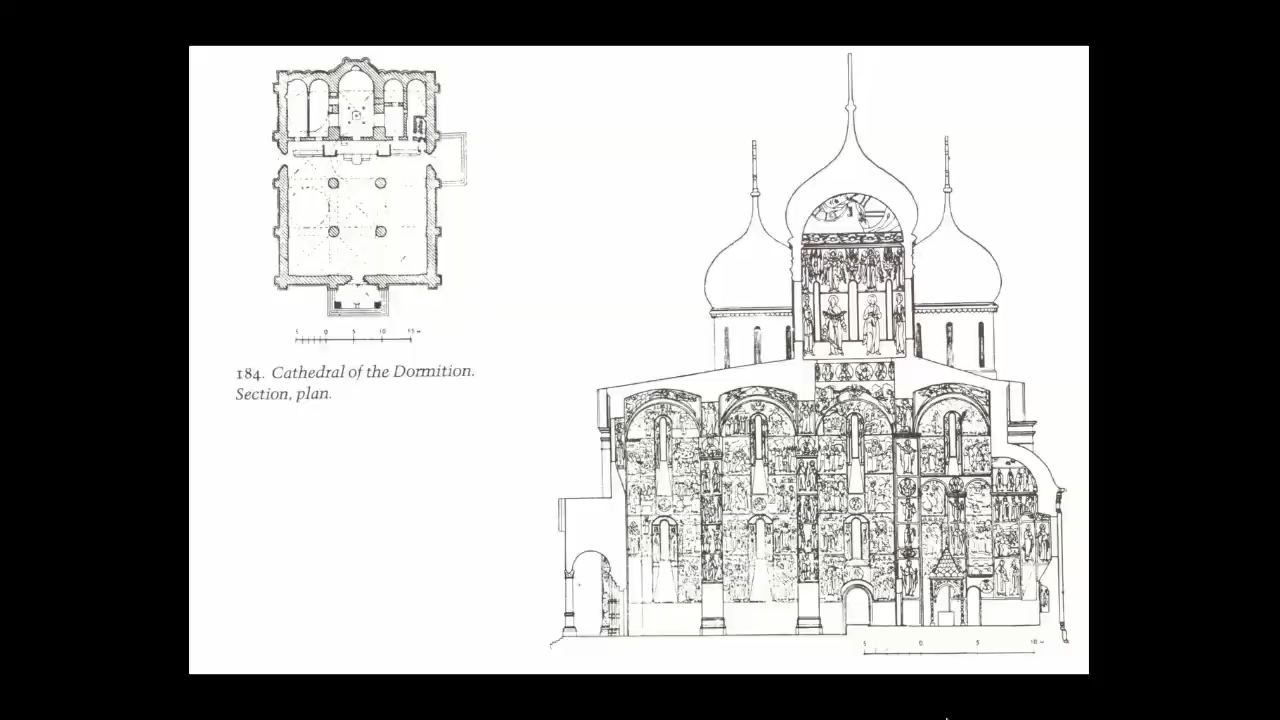 5 0 5 10 15 м
184. Cathedral of the Dormition.
Section, plan.
5 0 5 10 м